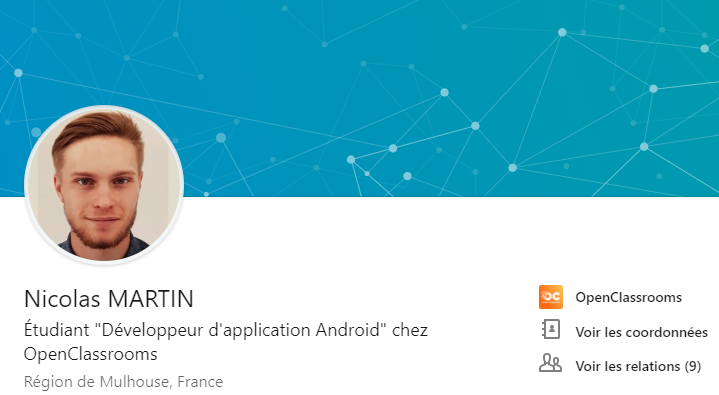 Nicolas MARTIN
Étudiant "Développeur d'application Android" chez
OpenClassrooms
Région de Mulhouse, France
OC
OpenClassrooms
Voir les coordonnées
Voir les relations (9)